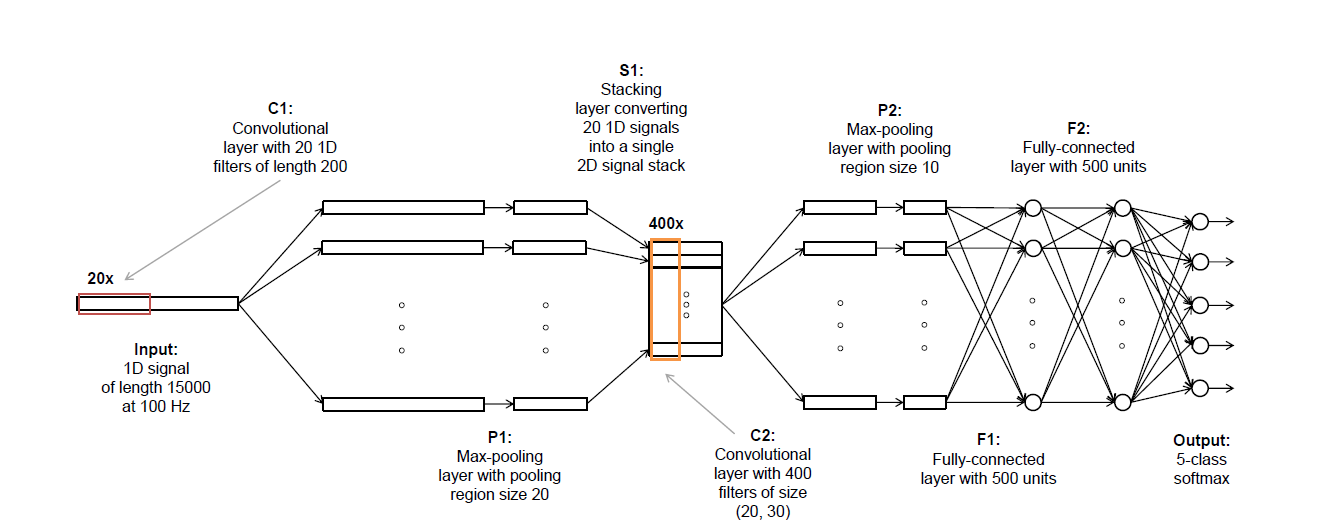 S1:
Stacking
layer converting
20 1D signals
into a single
2D signal stack
C1:
Convolutional
layer with 20 1D
filters of length 200
P2:
Max-pooling
layer with pooling
region size 10
F2:
Fully-connected
layer with 500 units
400x
20x
Input:
1D signal
of length 15000
at 100 Hz
P1:
Max-pooling
layer with pooling
region size 20
C2:
Convolutional
layer with 400
filters of size
(20, 30)
F1:
Fully-connected
layer with 500 units
Output:
5-class
softmax